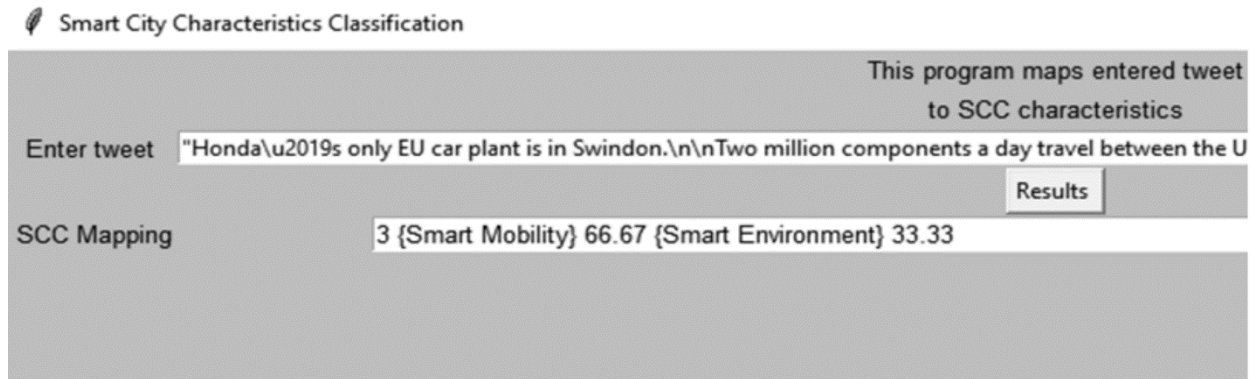 Smart City Characteristics Classification
This program maps entered tweet
to SCC characteristics
Enter tweet "Honda\u2019s only EU car plant is in Swindon.\n\nTwo million components a day travel between the U
Results
SCC Mapping 3 {Smart Mobility} 66.67 {Smart Environment} 33.33